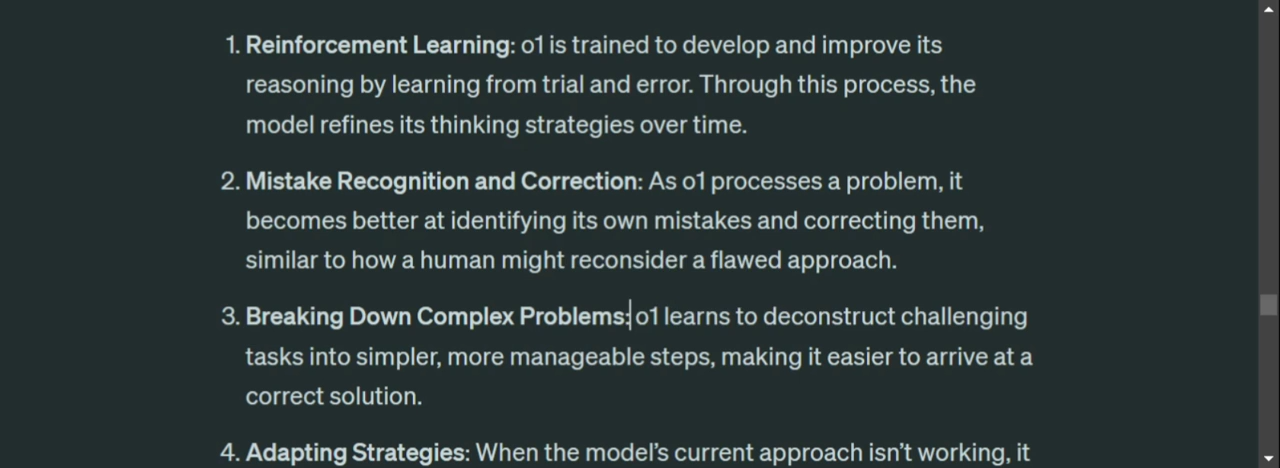 1. Reinforcement Learning: o1 is trained to develop and improve its
reasoning by learning from trial and error. Through this process, the
model refines its thinking strategies over time.
2. Mistake Recognition and Correction: As o1 processes a problem, it
becomes better at identifying its own mistakes and correcting them,
similar to how a human might reconsider a flawed approach.
3. Breaking Down Complex Problems: o1 learns to deconstruct challenging
tasks into simpler, more manageable steps, making it easier to arrive at a
correct solution.
4. Adapting Strategies: When the model’s current approach isn’t working, it